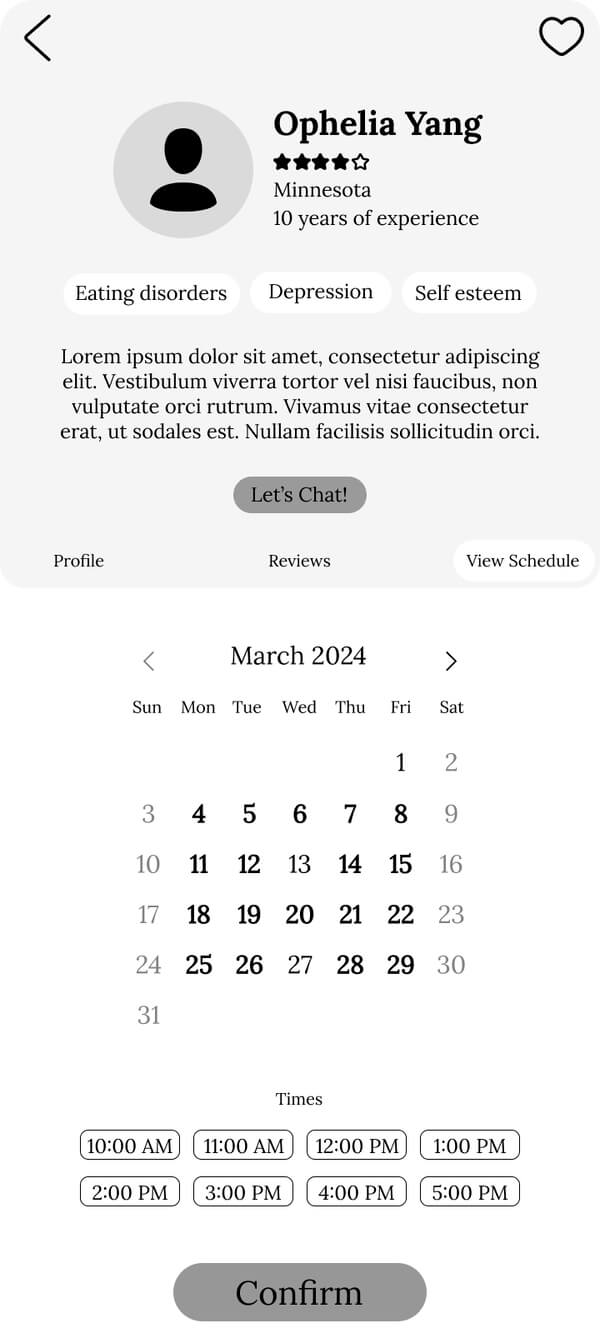 Ophelia Yang
Minnesota
10 years of experience
Eating disorders Depression Self esteem
Lorem ipsum dolor sit amet, consectetur adipiscing
elit. Vestibulum viverra tortor vel nisi faucibus, non
vulputate orci rutrum. Vivamus vitae consectetur
erat, ut sodales est. Nullam facilisis sollicitudin orci.
Let’s Chat!
Profile Reviews View Schedule
March 2024
Sun Mon Tue Wed Thu Fri Sat
1 2
3 4 5 6 7 8 9
10 11 12 13 14 15 16
17 18 19 20 21 22 23
24 25 26 27 28 29 30
31
Times
10:00 AM 11:00 AM 12:00 PM 1:00 PM
2:00 PM 3:00 PM 4:00 PM 5:00 PM
Confirm